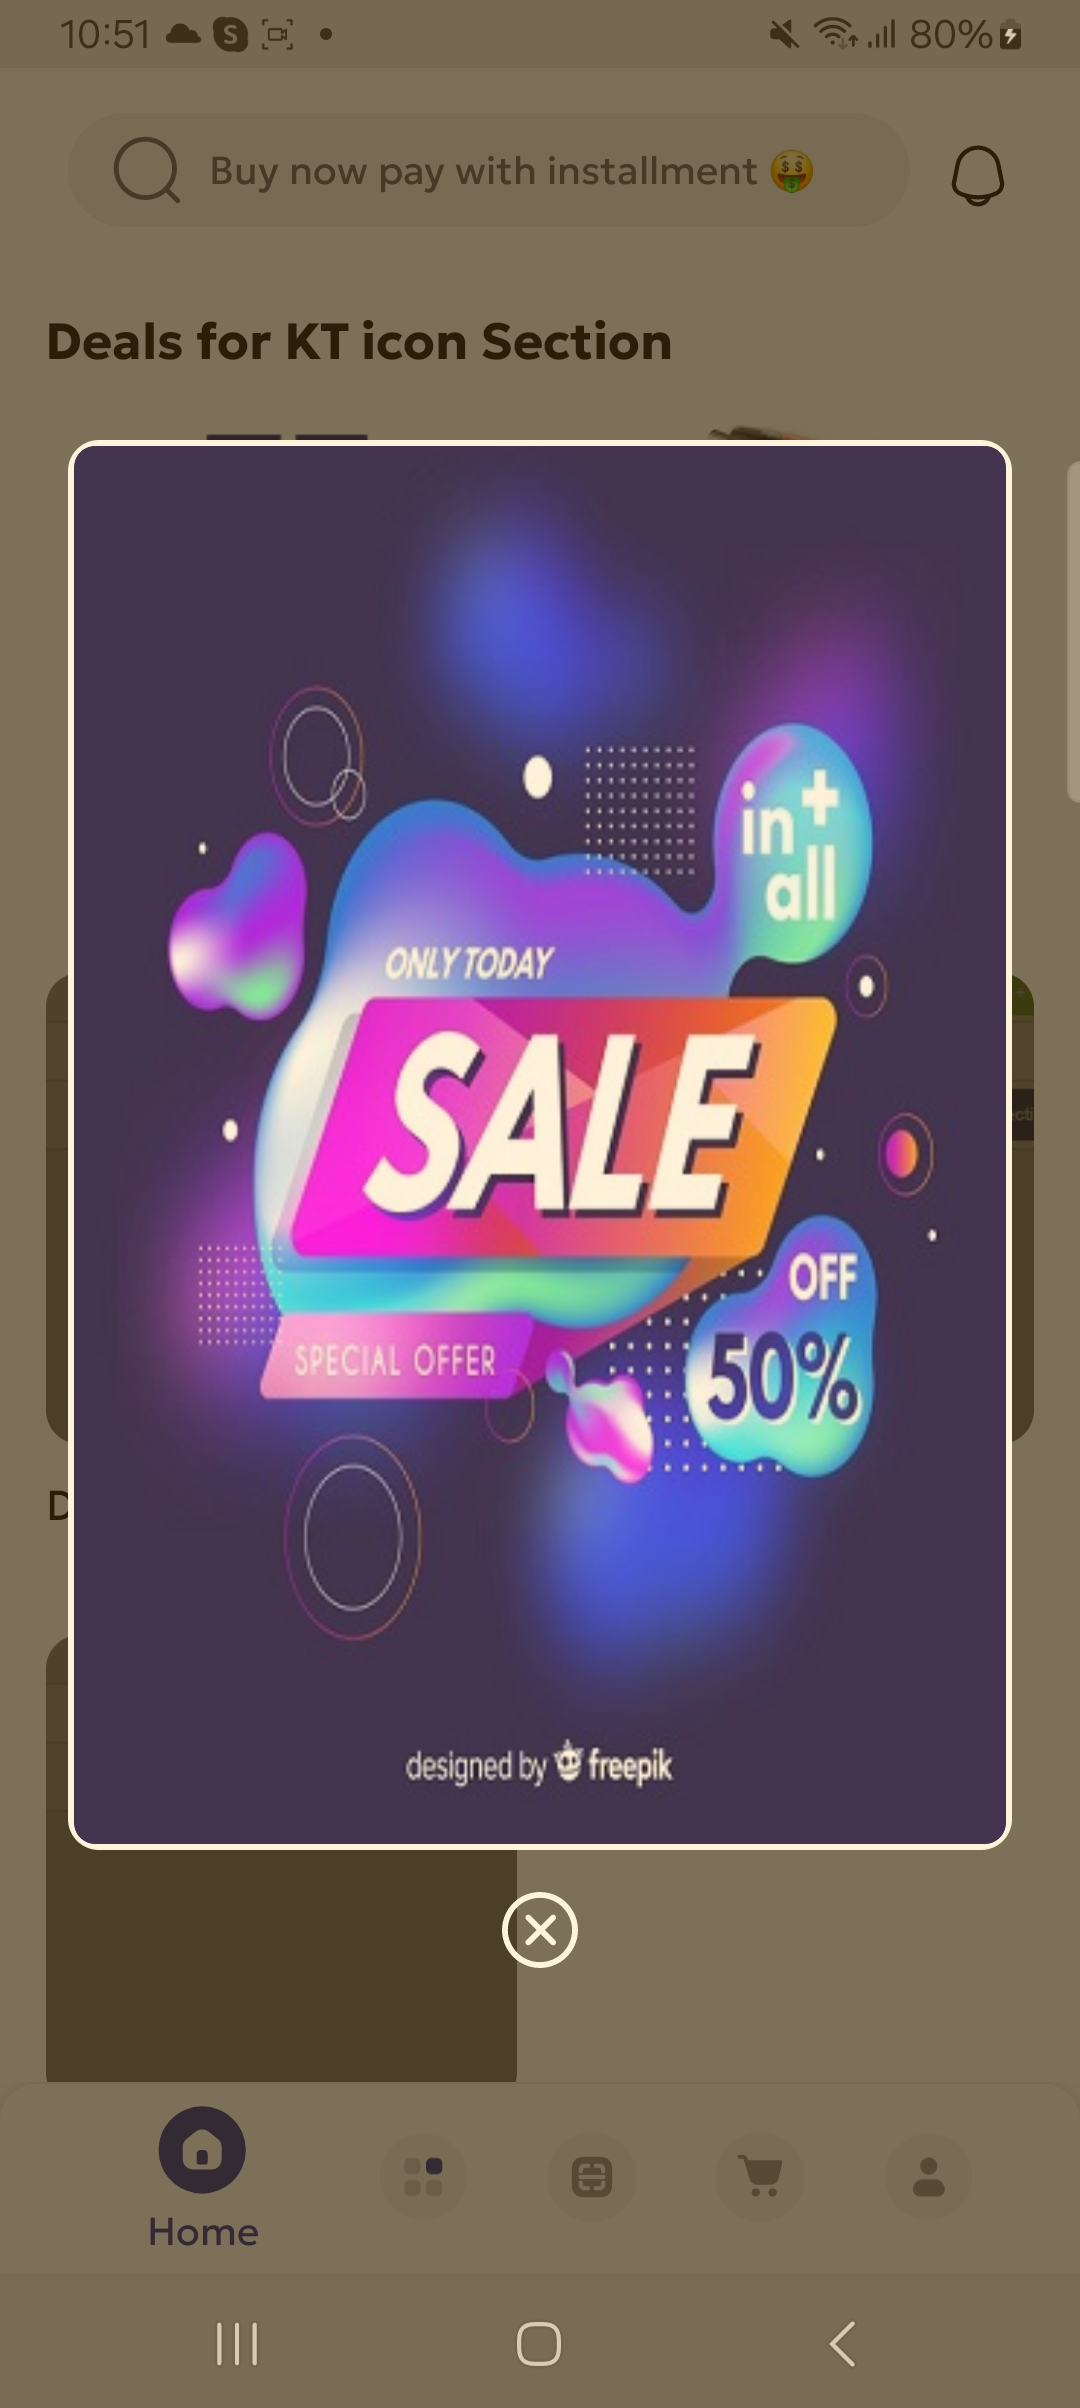 10:51 80%
Buy now pay with installment 🤑
Deals for KT icon Section
in+
all
ONLY TODAY
SALE
OFF
50%
SPECIAL OFFER
designed by freepik
Home